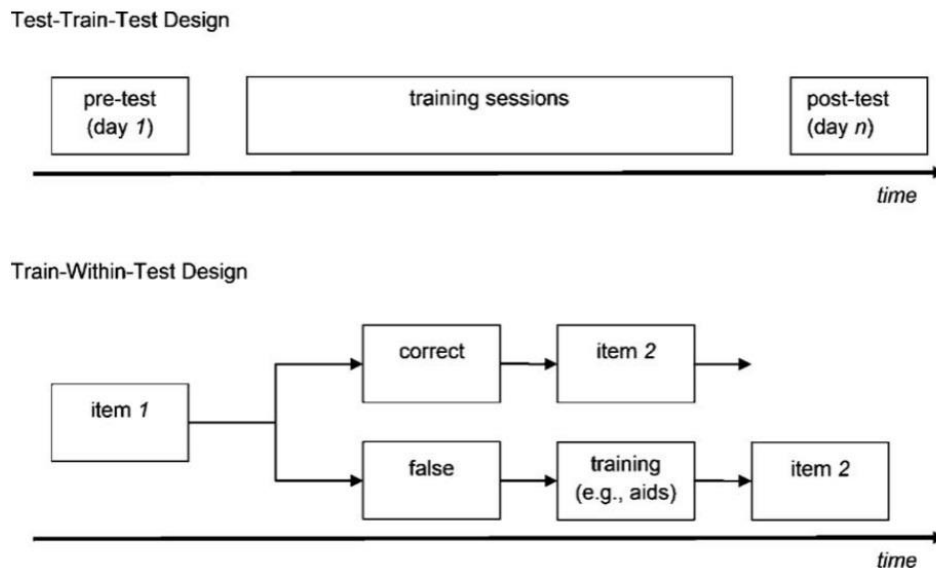 Test-Train-Test Design
pre-test
(day 1)
training sessions
post-test
(day n)
time
Train-Within-Test Design
item 1
correct
item 2
false
training
(e.g., aids)
item 2
time